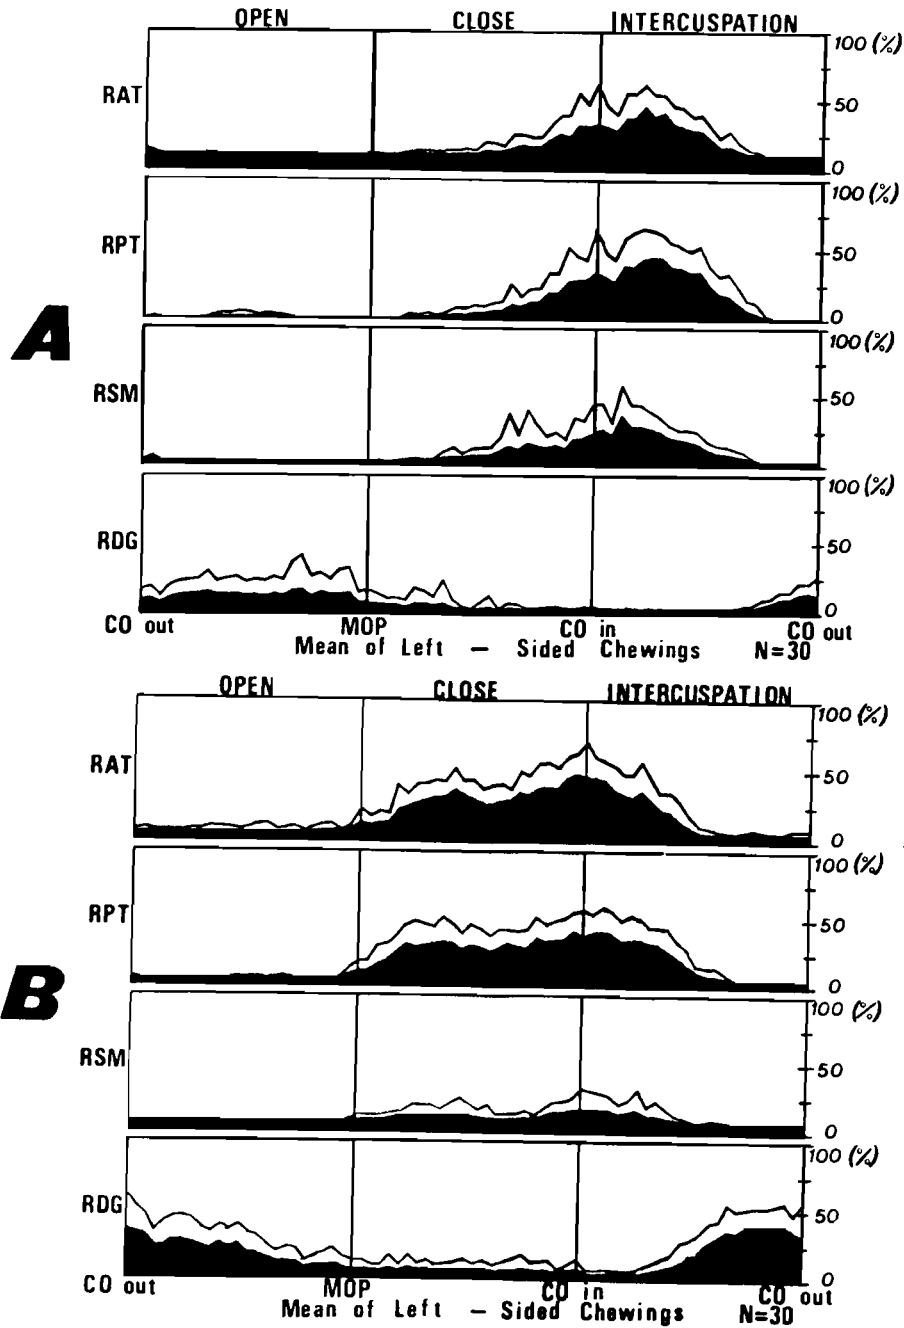 OPEN CLOSE INTERCUSPATION
100 (%)
RAT
50
0
100 (%)
RPT
50
0
A
100 (%)
RSM
50
100 (%)
RDG
50
0
CO out MOP CO in CO out
Mean of Left – Sided Chewings N=30
OPEN CLOSE INTERCUSPATION
100 (%)
RAT
50
0
100 (%)
RPT
50
0
B
100 (%)
RSM
50
0
100 (%)
RDG
50
0
CO out MOP CO in CO out
Mean of Left – Sided Chewings N=30